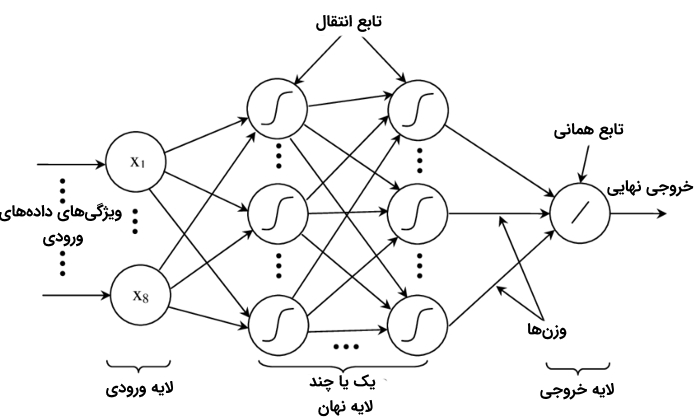 تابع انتقال
تابع همانی
x1
خروجی نهایی
ویژگی‌های داده‌های
ورودی
x8
وزن‌ها
لایه ورودی
یک یا چند
لایه نهان
لایه خروجی